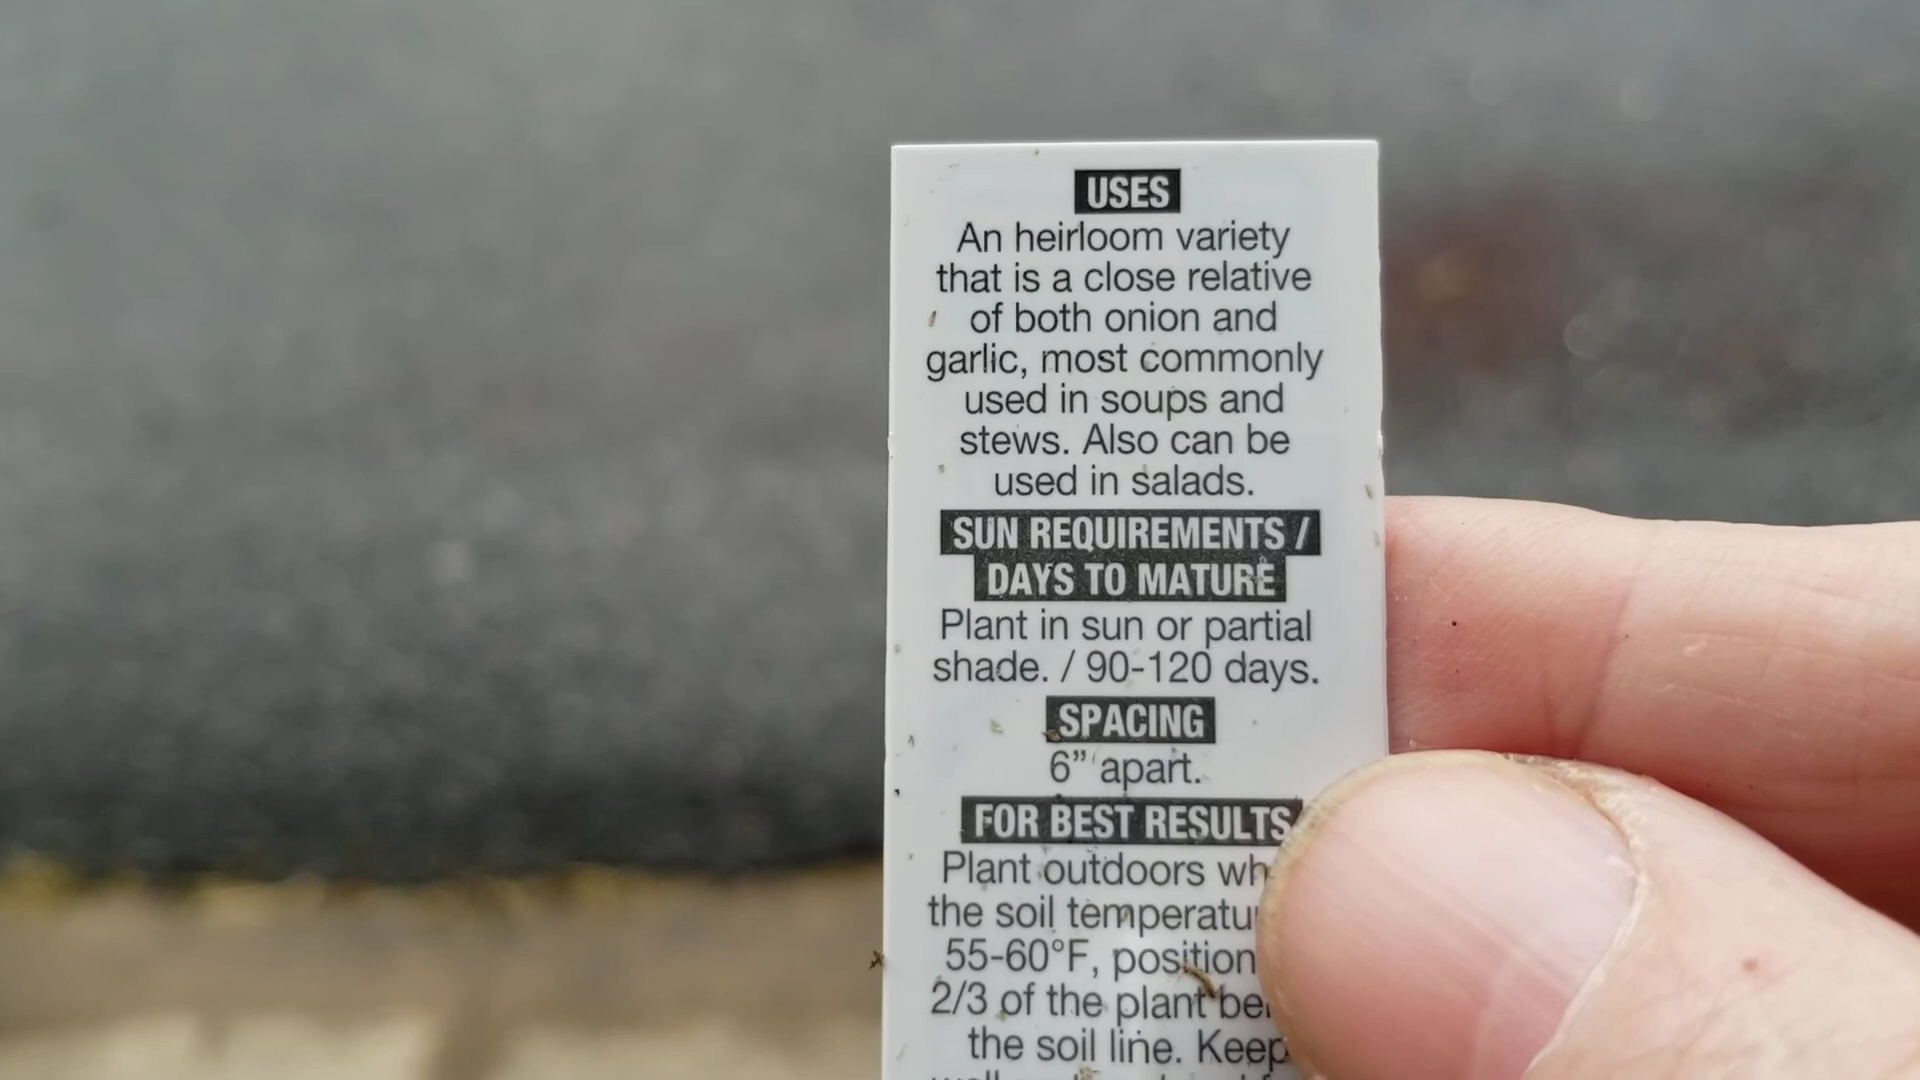 USES
An heirloom variety
that is a close relative
of both onion and
garlic, most commonly
used in soups and
stews. Also can be
used in salads.
SUN REQUIREMENTS /
DAYS TO MATURE
Plant in sun or partial
shade. / 90-120 days.
SPACING
6” apart.
FOR BEST RESULTS
Plant outdoors
the soil
55-60°F, position
2/3 of the plant
the soil line. Keep